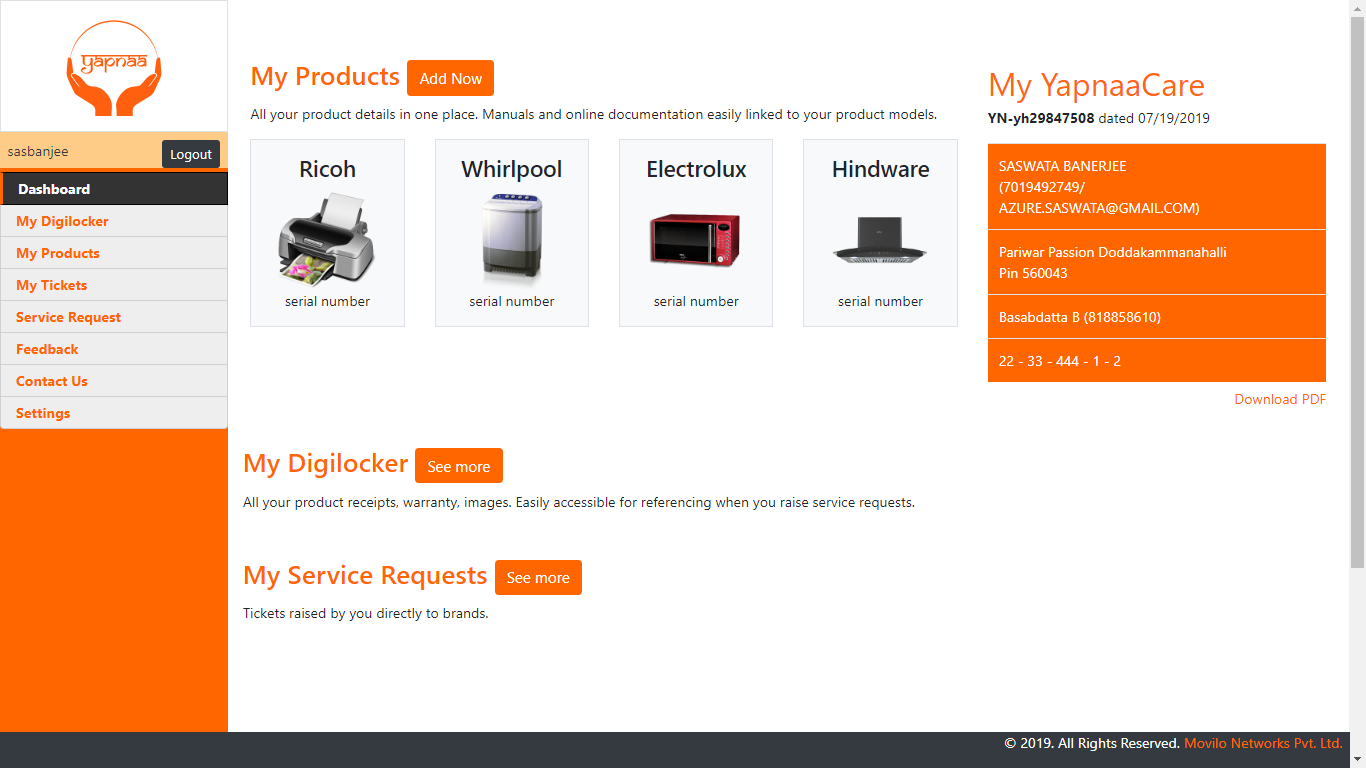 yapnaa
sasbanjee
Logout
Dashboard
My Digilocker
My Products
My Tickets
Service Request
Feedback
Contact Us
Settings
My Products Add Now
All your product details in one place. Manuals and online documentation easily linked to your product models.
Ricoh
serial number
Whirlpool
serial number
Electrolux
serial number
Hindware
serial number
My YapnaaCare
YN-yh29847508 dated 07/19/2019
SASWATA BANERJEE
(7019492749/
AZURE.SASWATA@GMAIL.COM)
Pariwar Passion Doddakammanahalli
Pin 560043
Basabdatta B (818858610)
22 - 33 - 444 - 1 - 2
Download PDF
My Digilocker See more
All your product receipts, warranty, images. Easily accessible for referencing when you raise service requests.
My Service Requests See more
Tickets raised by you directly to brands.
© 2019. All Rights Reserved. Movilo Networks Pvt. Ltd.